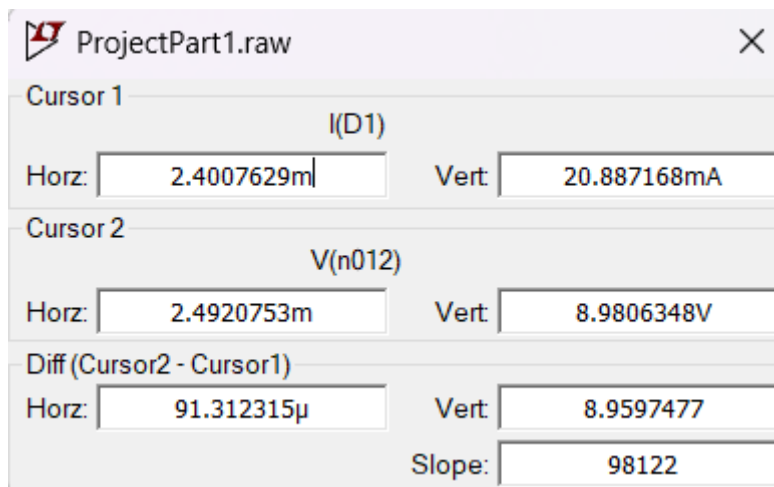 ProjectPart1.raw
Cursor 1
I(D1)
Horz: 2.4007629m Vert: 20.887168mA
Cursor 2
V(n012)
Horz: 2.4920753m Vert: 8.9806348V
Diff (Cursor2 - Cursor1)
Horz: 91.312315µ Vert: 8.9597477
Slope: 98122